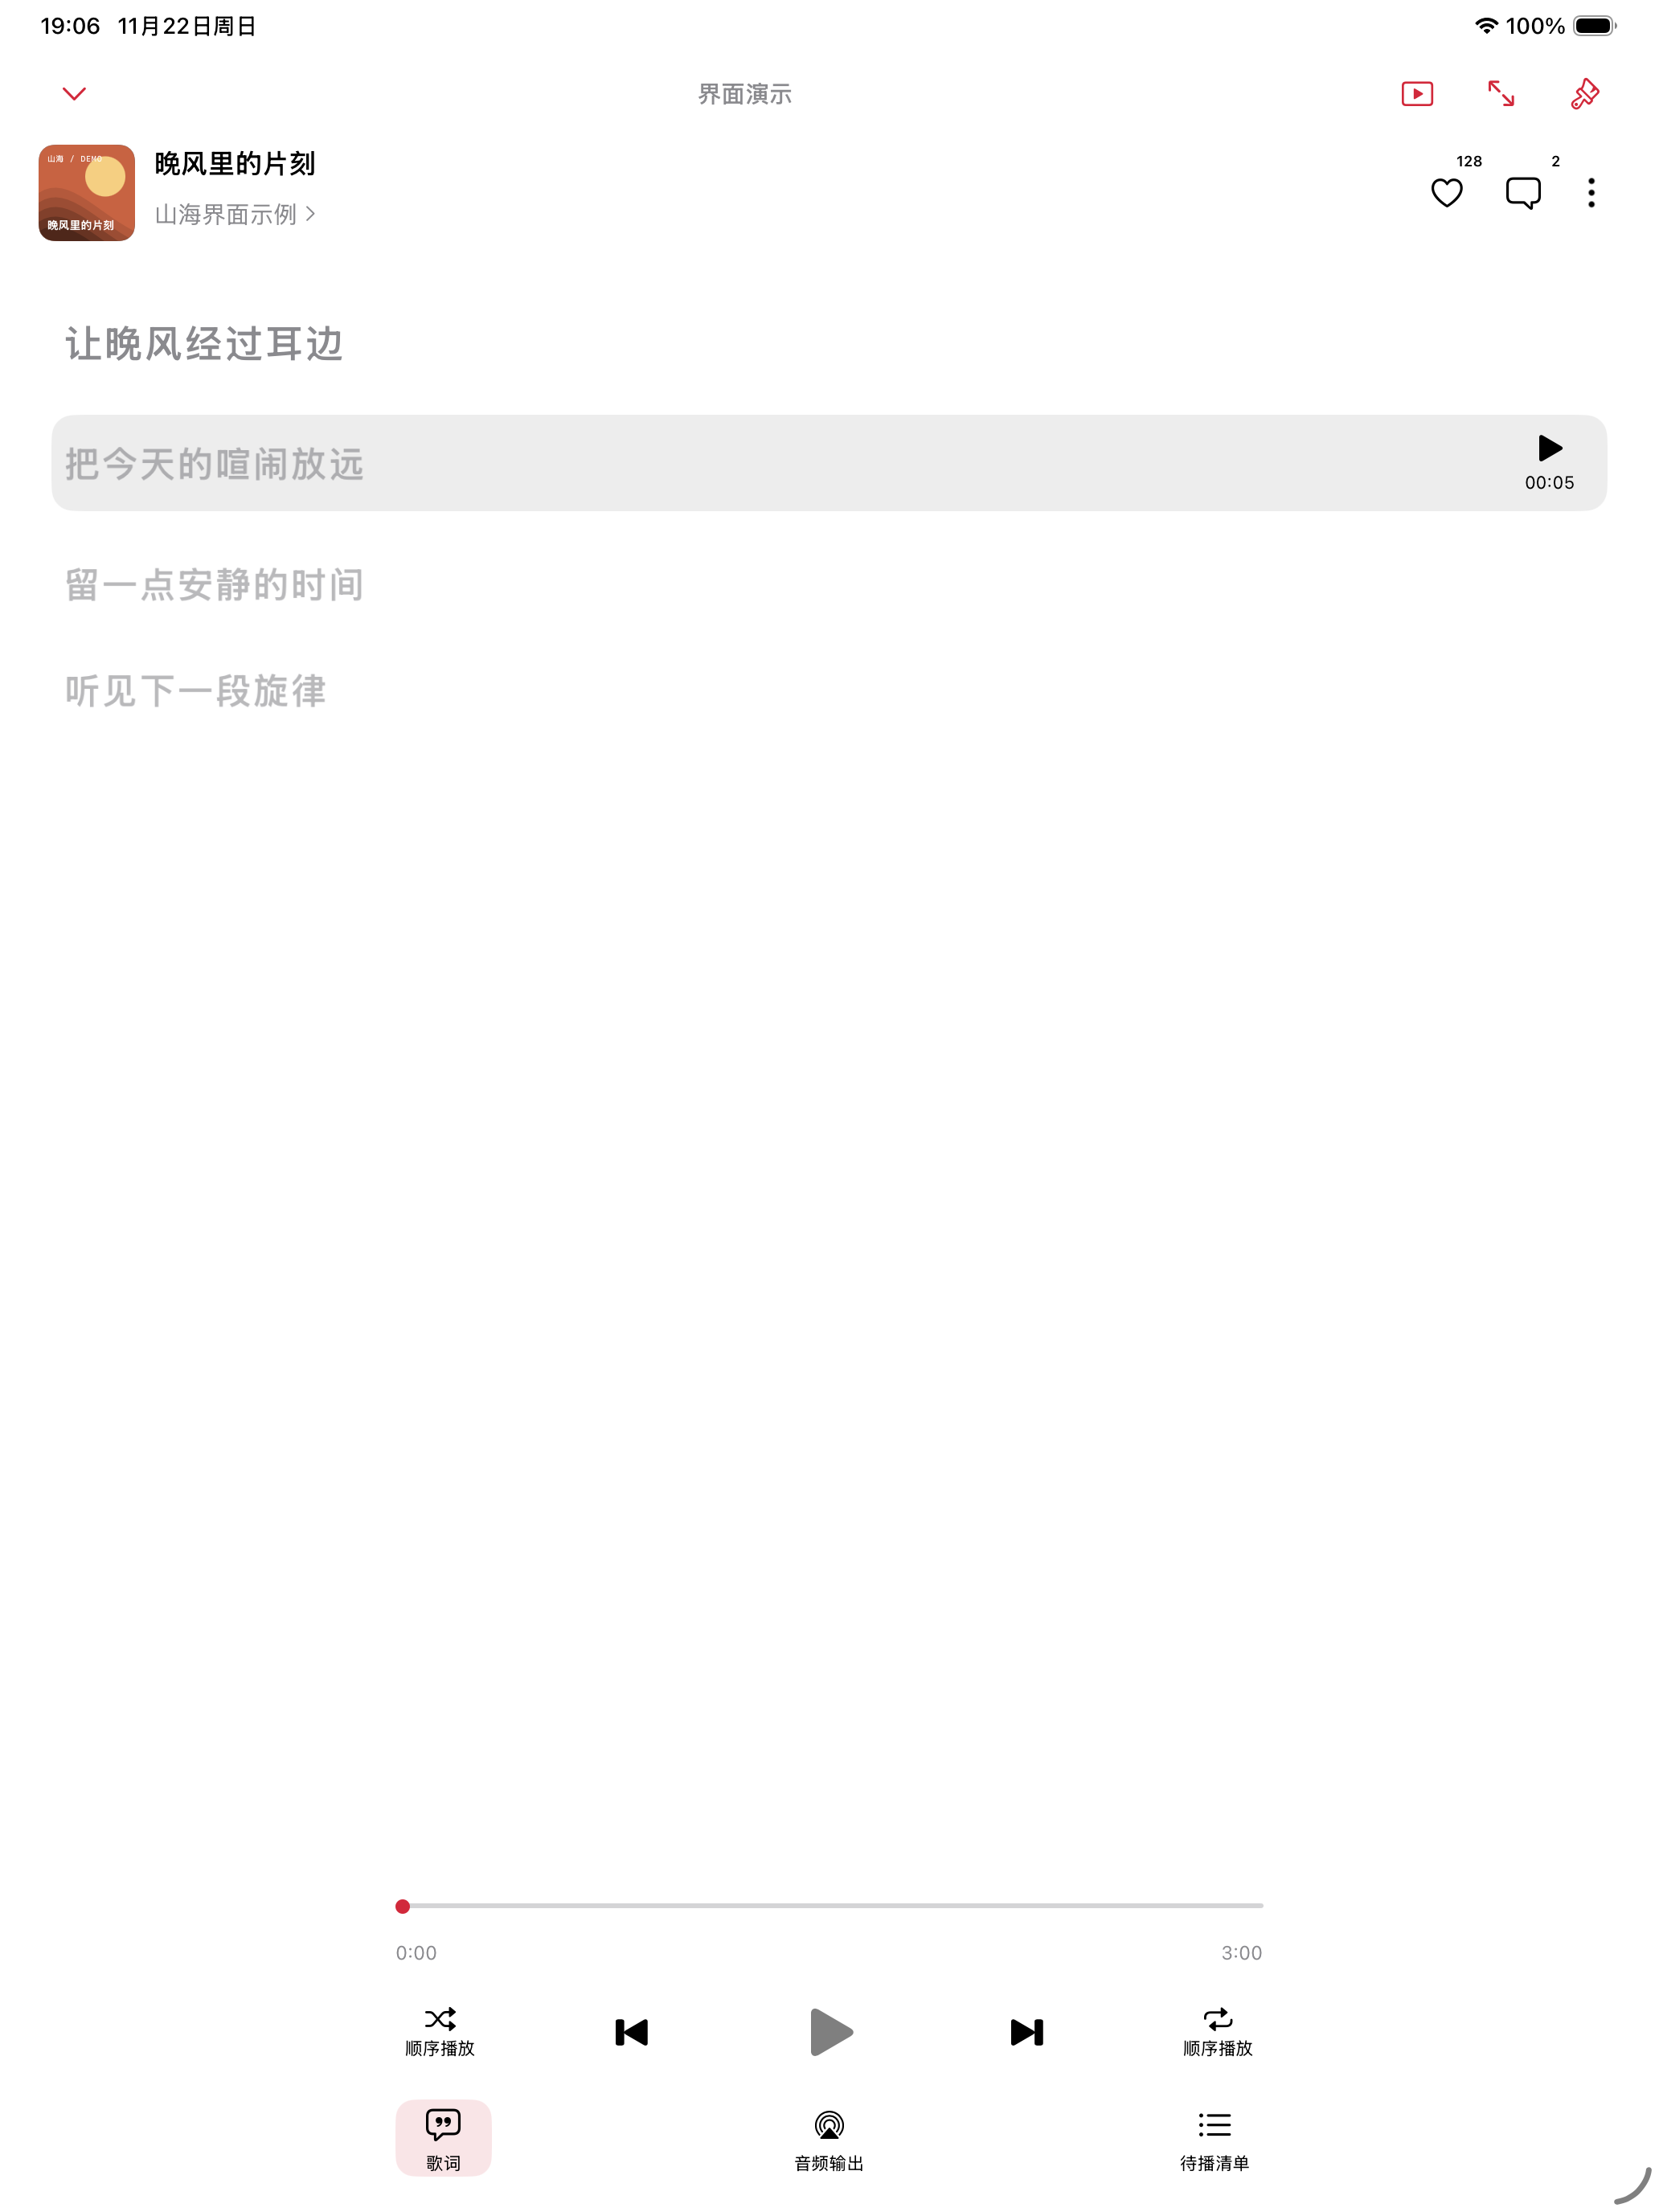 19:06 11月22日周日 100%
界面演示
山海 / DEMO
晚风里的片刻
晚风里的片刻
山海界面示例
128
2
让晚风经过耳边
把今天的喧闹放远
00:05
留一点安静的时间
听见下一段旋律
0:00 3:00
顺序播放 顺序播放
歌词 音频输出 待播清单